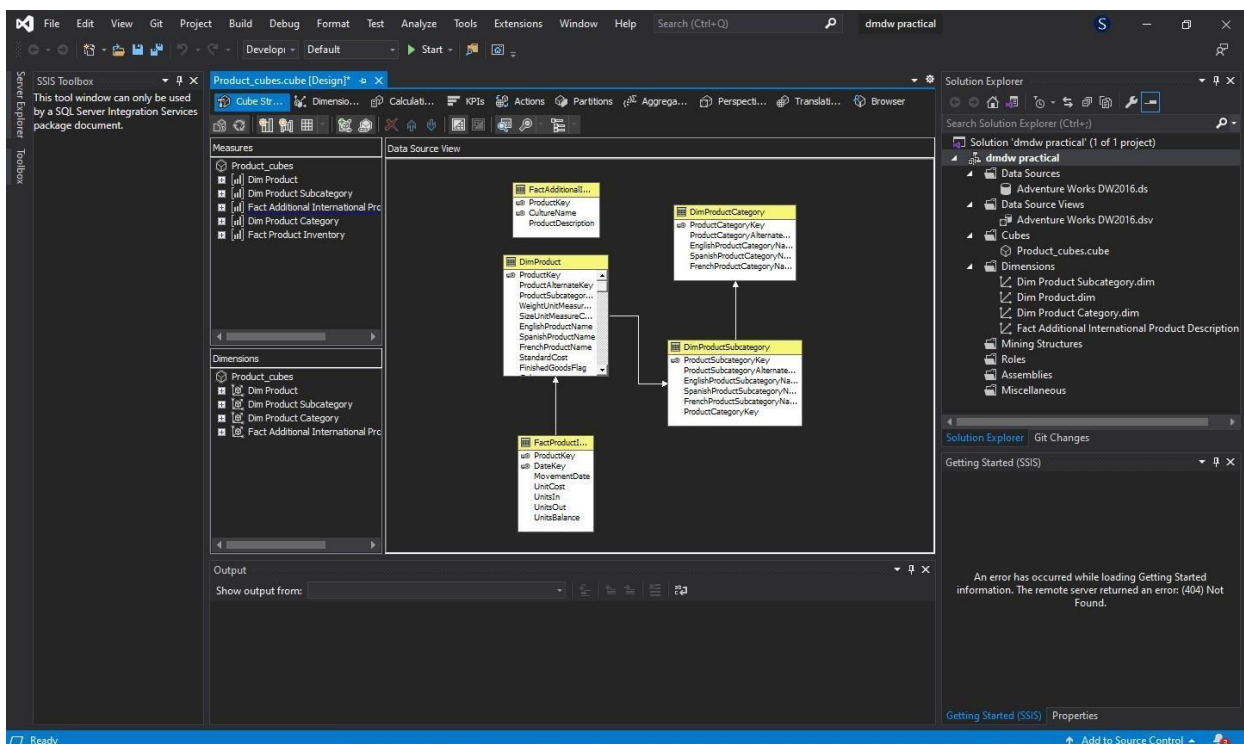 File Edit View Git Project Build Debug Format Test Analyze Tools Extensions Window Help Search (Ctrl+Q) dmdw practical S
Developı Default Start
Server Explorer
Toolbox
SSIS Toolbox
This tool window can only be used
by a SQL Server Integration Services
package document.
Product_cubes.cube [Design]*
Cube Str... Dimensio... Calculati... KPIs Actions Partitions Aggrega... Perspecti... Translati... Browser
Measures
Product_cubes
Dim Product
Dim Product Subcategory
Fact Additional International Prc
Dim Product Category
Fact Product Inventory
Dimensions
Product_cubes
Dim Product
Dim Product Subcategory
Dim Product Category
Fact Additional International Prc
Data Source View
FactAdditionalI...
ProductKey
CultureName
ProductDescription
DimProductCategory
ProductCategoryKey
ProductCategoryAlternate...
EnglishProductCategoryNa...
SpanishProductCategoryN...
FrenchProductCategoryNa...
DimProduct
ProductKey
ProductAlternateKey
ProductSubcategor...
WeightUnitMeasur...
SizeUnitMeasureC...
EnglishProductName
SpanishProductName
FrenchProductName
StandardCost
FinishedGoodsFlag
DimProductSubcategory
ProductSubcategoryKey
ProductSubcategoryAlternate...
EnglishProductSubcategoryNa...
SpanishProductSubcategoryN...
FrenchProductSubcategoryNa...
ProductCategoryKey
FactProductI...
ProductKey
DateKey
MovementDate
UnitCost
UnitsIn
UnitsOut
UnitsBalance
Output
Show output from:
Solution Explorer
Search Solution Explorer (Ctrl+;)
Solution 'dmdw practical' (1 of 1 project)
dmdw practical
Data Sources
Adventure Works DW2016.ds
Data Source Views
Adventure Works DW2016.dsv
Cubes
Product_cubes.cube
Dimensions
Dim Product Subcategory.dim
Dim Product.dim
Dim Product Category.dim
Fact Additional International Product Description
Mining Structures
Roles
Assemblies
Miscellaneous
Solution Explorer Git Changes
Getting Started (SSIS)
An error has occurred while loading Getting Started
information. The remote server returned an error: (404) Not
Found.
Getting Started (SSIS) Properties
Ready Add to Source Control